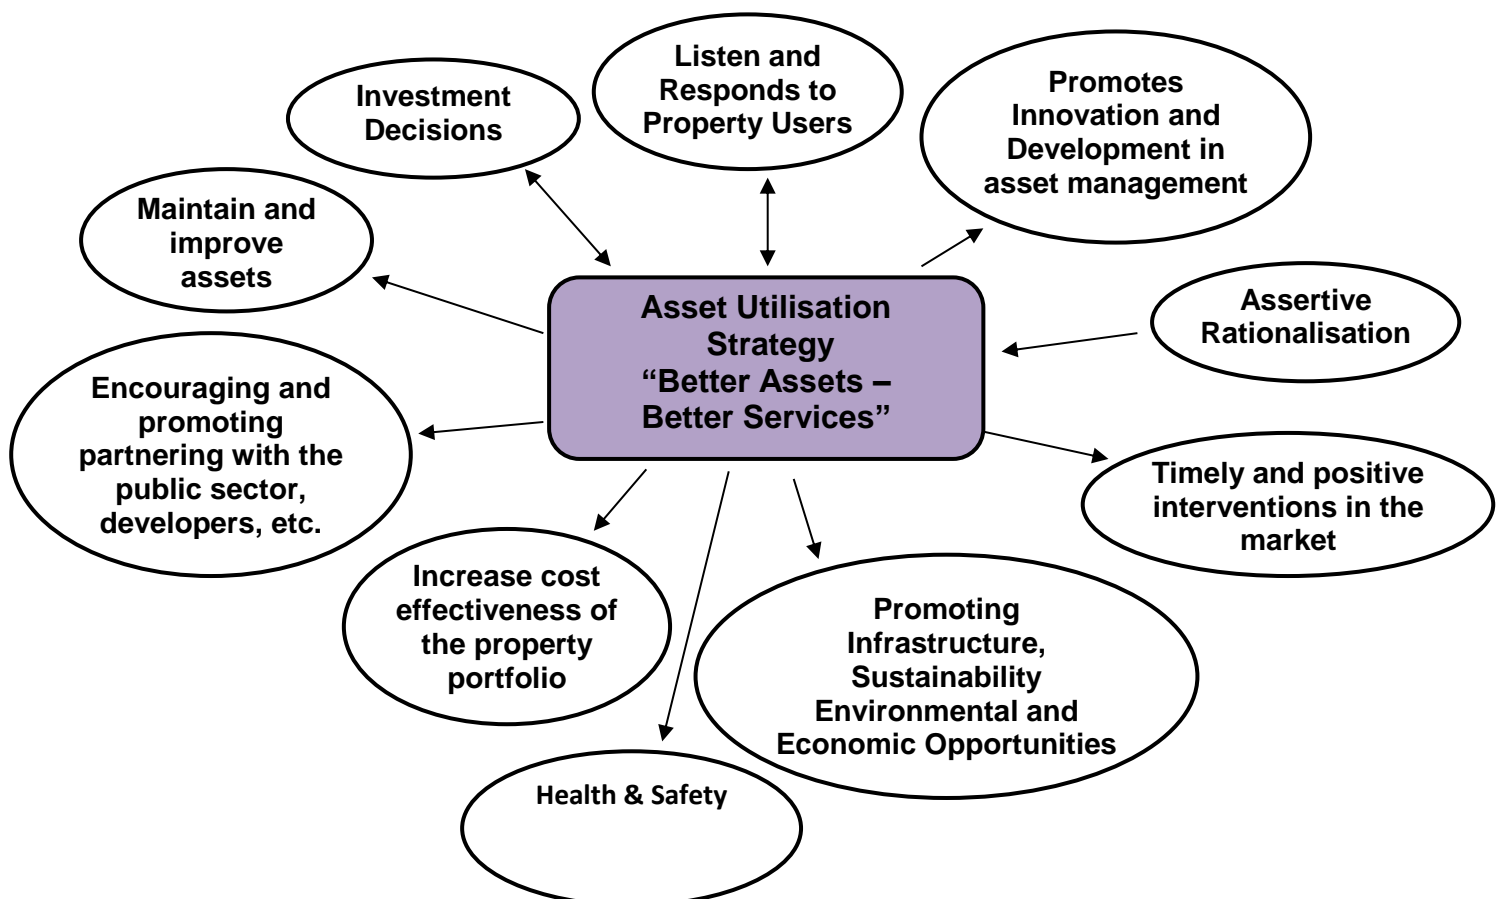 Listen and
Responds to
Property Users
Investment
Decisions
Promotes
Innovation and
Development in
asset management
Maintain and
improve
assets
Asset Utilisation
Strategy
“Better Assets –
Better Services”
Assertive
Rationalisation
Encouraging and
promoting
partnering with the
public sector,
developers, etc.
Timely and positive
interventions in the
market
Increase cost
effectiveness of
the property
portfolio
Promoting
Infrastructure,
Sustainability
Environmental and
Economic Opportunities
Health & Safety